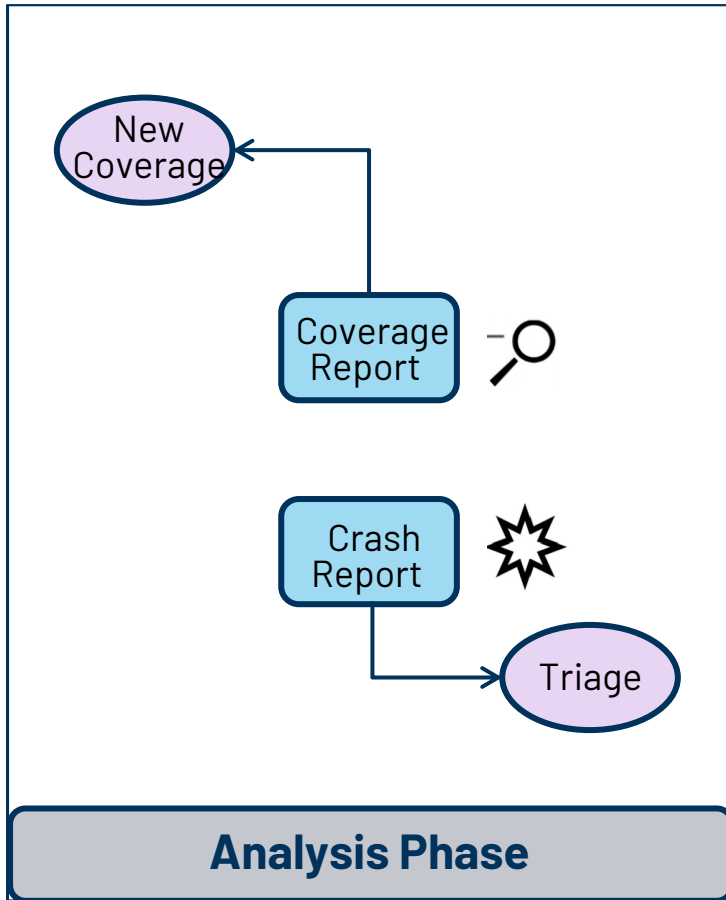 New
Coverage
Coverage
Report
Crash
Report
Triage
Analysis Phase